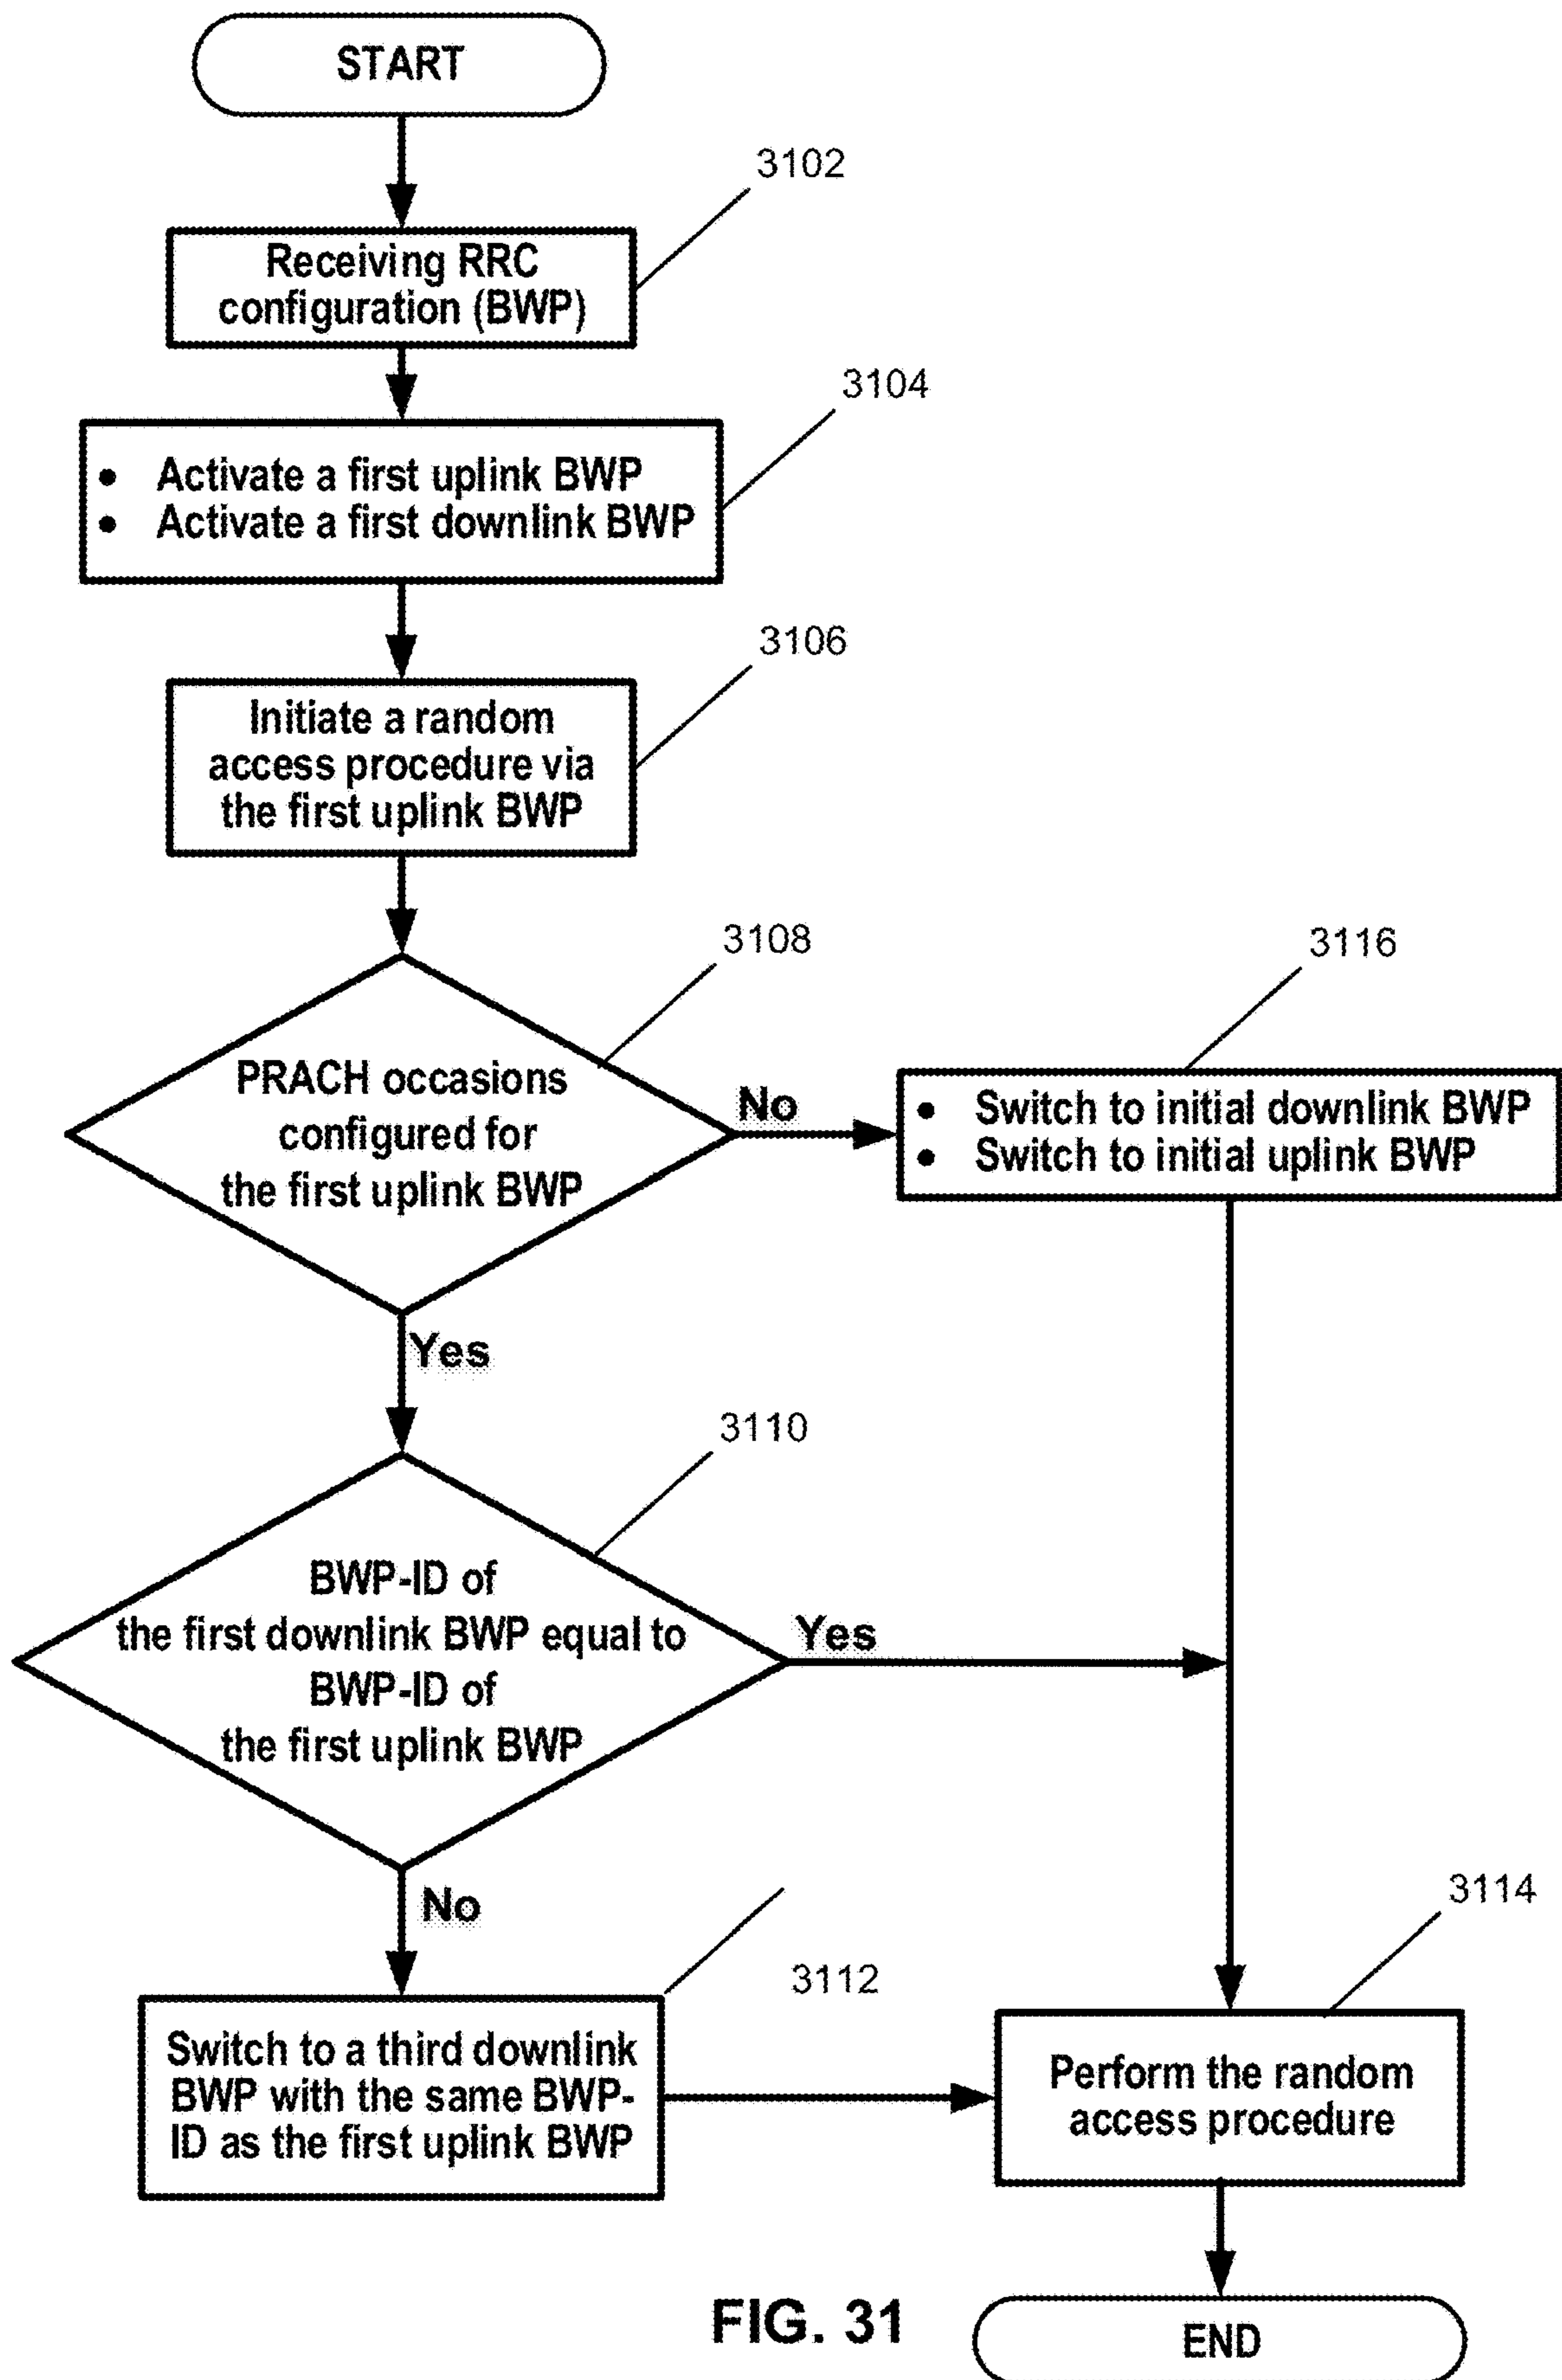 START
3102
Receiving RRC
configuration (BWP)
3104
• Activate a first uplink BWP
• Activate a first downlink BWP
3106
Initiate a random
access procedure via
the first uplink BWP
3108
3116
PRACH occasions
configured for
the first uplink BWP
No
• Switch to initial downlink BWP
• Switch to initial uplink BWP
Yes
3110
BWP-ID of
the first downlink BWP equal to
BWP-ID of
the first uplink BWP
Yes
No
3114
3112
Switch to a third downlink
BWP with the same BWP-
ID as the first uplink BWP
Perform the random
access procedure
FIG. 31
END